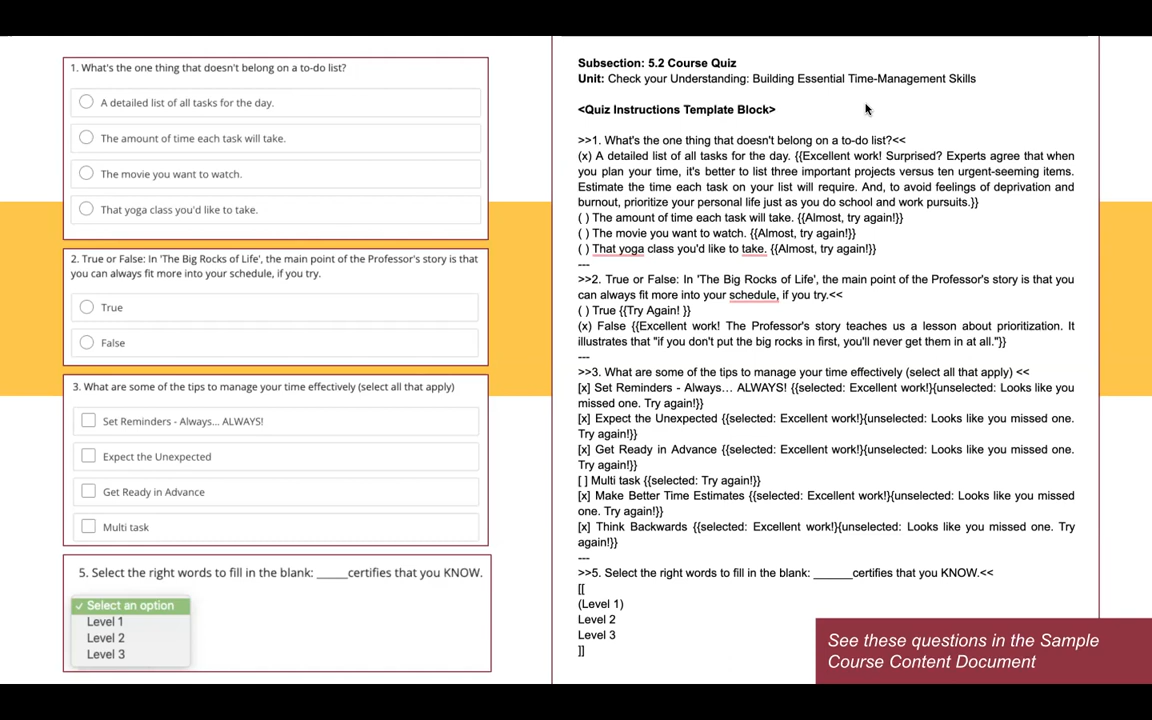 1. What's the one thing that doesn't belong on a to-do list?
A detailed list of all tasks for the day.
The amount of time each task will take.
The movie you want to watch.
That yoga class you'd like to take.
2. True or False: In 'The Big Rocks of Life', the main point of the Professor's story is that
you can always fit more into your schedule, if you try.
True
False
3. What are some of the tips to manage your time effectively (select all that apply)
Set Reminders - Always... ALWAYS!
Expect the Unexpected
Get Ready in Advance
Multi task
5. Select the right words to fill in the blank: _____certifies that you KNOW.
✓ Select an option
Level 1
Level 2
Level 3
Subsection: 5.2 Course Quiz
Unit: Check your Understanding: Building Essential Time-Management Skills
<Quiz Instructions Template Block>
>>1. What's the one thing that doesn't belong on a to-do list?<<
(x) A detailed list of all tasks for the day. {{Excellent work! Surprised? Experts agree that when
you plan your time, it's better to list three important projects versus ten urgent-seeming items.
Estimate the time each task on your list will require. And, to avoid feelings of deprivation and
burnout, prioritize your personal life just as you do school and work pursuits.}}
( ) The amount of time each task will take. {{Almost, try again!}}
( ) The movie you want to watch. {{Almost, try again!}}
( ) That yoga class you'd like to take. {{Almost, try again!}}
---
>>2. True or False: In 'The Big Rocks of Life', the main point of the Professor's story is that you
can always fit more into your schedule, if you try.<<
( ) True {{Try Again! }}
(x) False {{Excellent work! The Professor's story teaches us a lesson about prioritization. It
illustrates that "if you don't put the big rocks in first, you'll never get them in at all."}}
---
>>3. What are some of the tips to manage your time effectively (select all that apply) <<
[x] Set Reminders - Always… ALWAYS! {{selected: Excellent work!}{unselected: Looks like you
missed one. Try again!}}
[x] Expect the Unexpected {{selected: Excellent work!}{unselected: Looks like you missed one.
Try again!}}
[x] Get Ready in Advance {{selected: Excellent work!}{unselected: Looks like you missed one.
Try again!}}
[ ] Multi task {{selected: Try again!}}
[x] Make Better Time Estimates {{selected: Excellent work!}{unselected: Looks like you missed
one. Try again!}}
[x] Think Backwards {{selected: Excellent work!}{unselected: Looks like you missed one. Try
again!}}
---
>>5. Select the right words to fill in the blank: ______certifies that you KNOW.<<
[[
(Level 1)
Level 2
Level 3
]]
See these questions in the Sample
Course Content Document